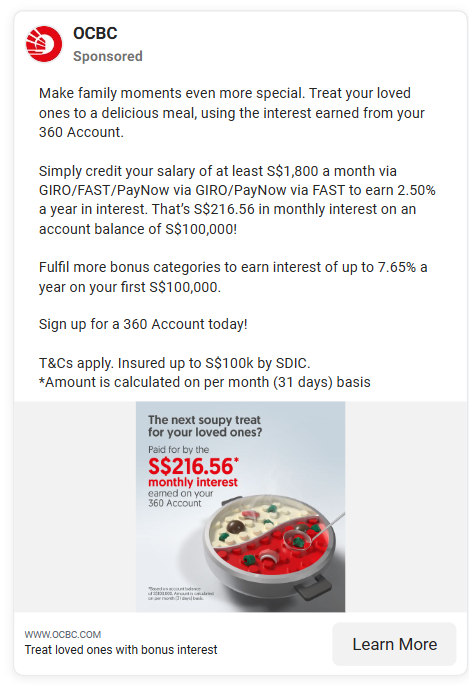 OCBC
Sponsored
Make family moments even more special. Treat your loved
ones to a delicious meal, using the interest earned from your
360 Account.
Simply credit your salary of at least S$1,800 a month via
GIRO/FAST/PayNow via GIRO/PayNow via FAST to earn 2.50%
a year in interest. That’s S$216.56 in monthly interest on an
account balance of S$100,000!
Fulfil more bonus categories to earn interest of up to 7.65% a
year on your first S$100,000.
Sign up for a 360 Account today!
T&Cs apply. Insured up to S$100k by SDIC.
*Amount is calculated on per month (31 days) basis
The next soupy treat
for your loved ones?
Paid for by the
S$216.56*
monthly interest
earned on your
360 Account
*Based on account balance
of S$100,000. Amount is calculated
on per month (31 days) basis.
WWW.OCBC.COM
Treat loved ones with bonus interest
Learn More